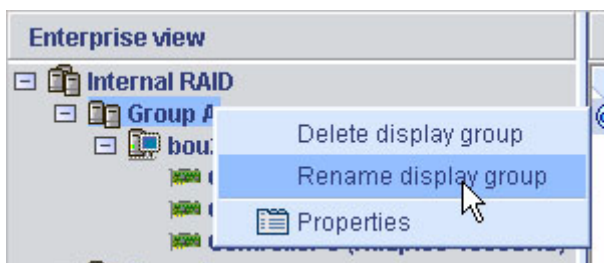 Enterprise view
Internal RAID
Group A
Delete display group
Rename display group
Properties